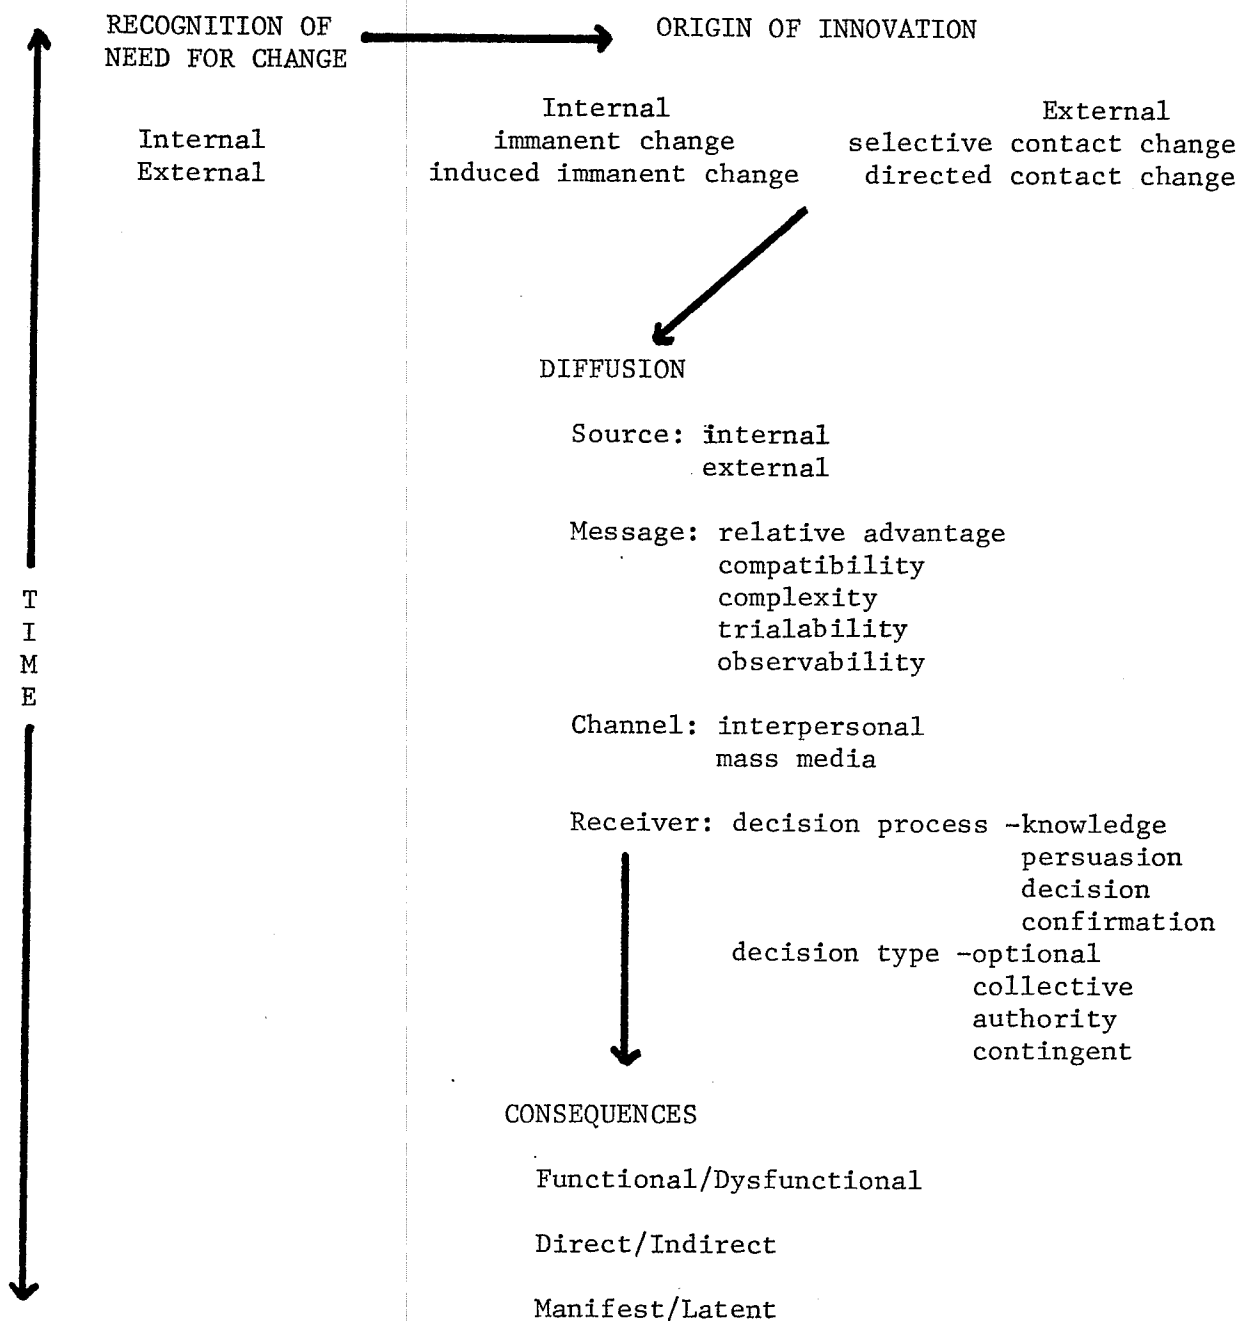 RECOGNITION OF
NEED FOR CHANGE
Internal
External
ORIGIN OF INNOVATION
Internal
immanent change
induced immanent change
External
selective contact change
directed contact change
DIFFUSION
Source: internal
external
Message: relative advantage
compatibility
complexity
trialability
observability
Channel: interpersonal
mass media
Receiver: decision process -knowledge
persuasion
decision
confirmation
decision type -optional
collective
authority
contingent
CONSEQUENCES
Functional/Dysfunctional
Direct/Indirect
Manifest/Latent
T
I
M
E